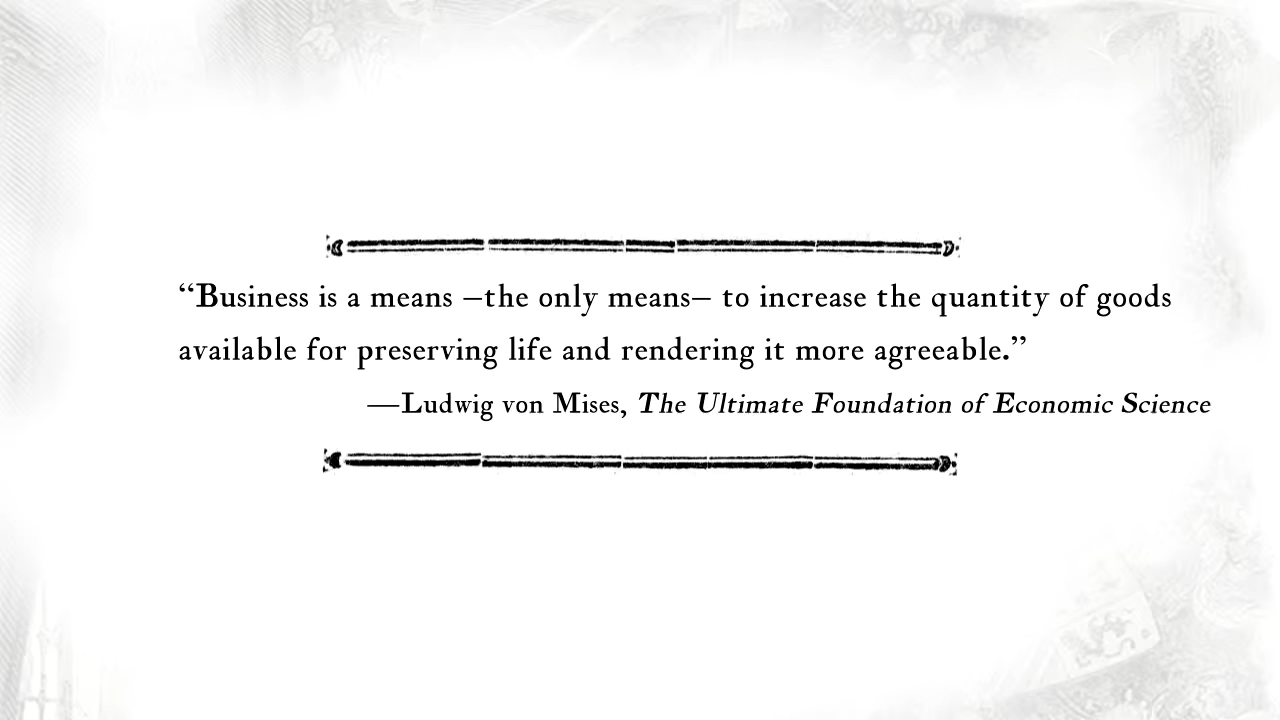 “Business is a means —the only means— to increase the quantity of goods
available for preserving life and rendering it more agreeable.”
—Ludwig von Mises, The Ultimate Foundation of Economic Science